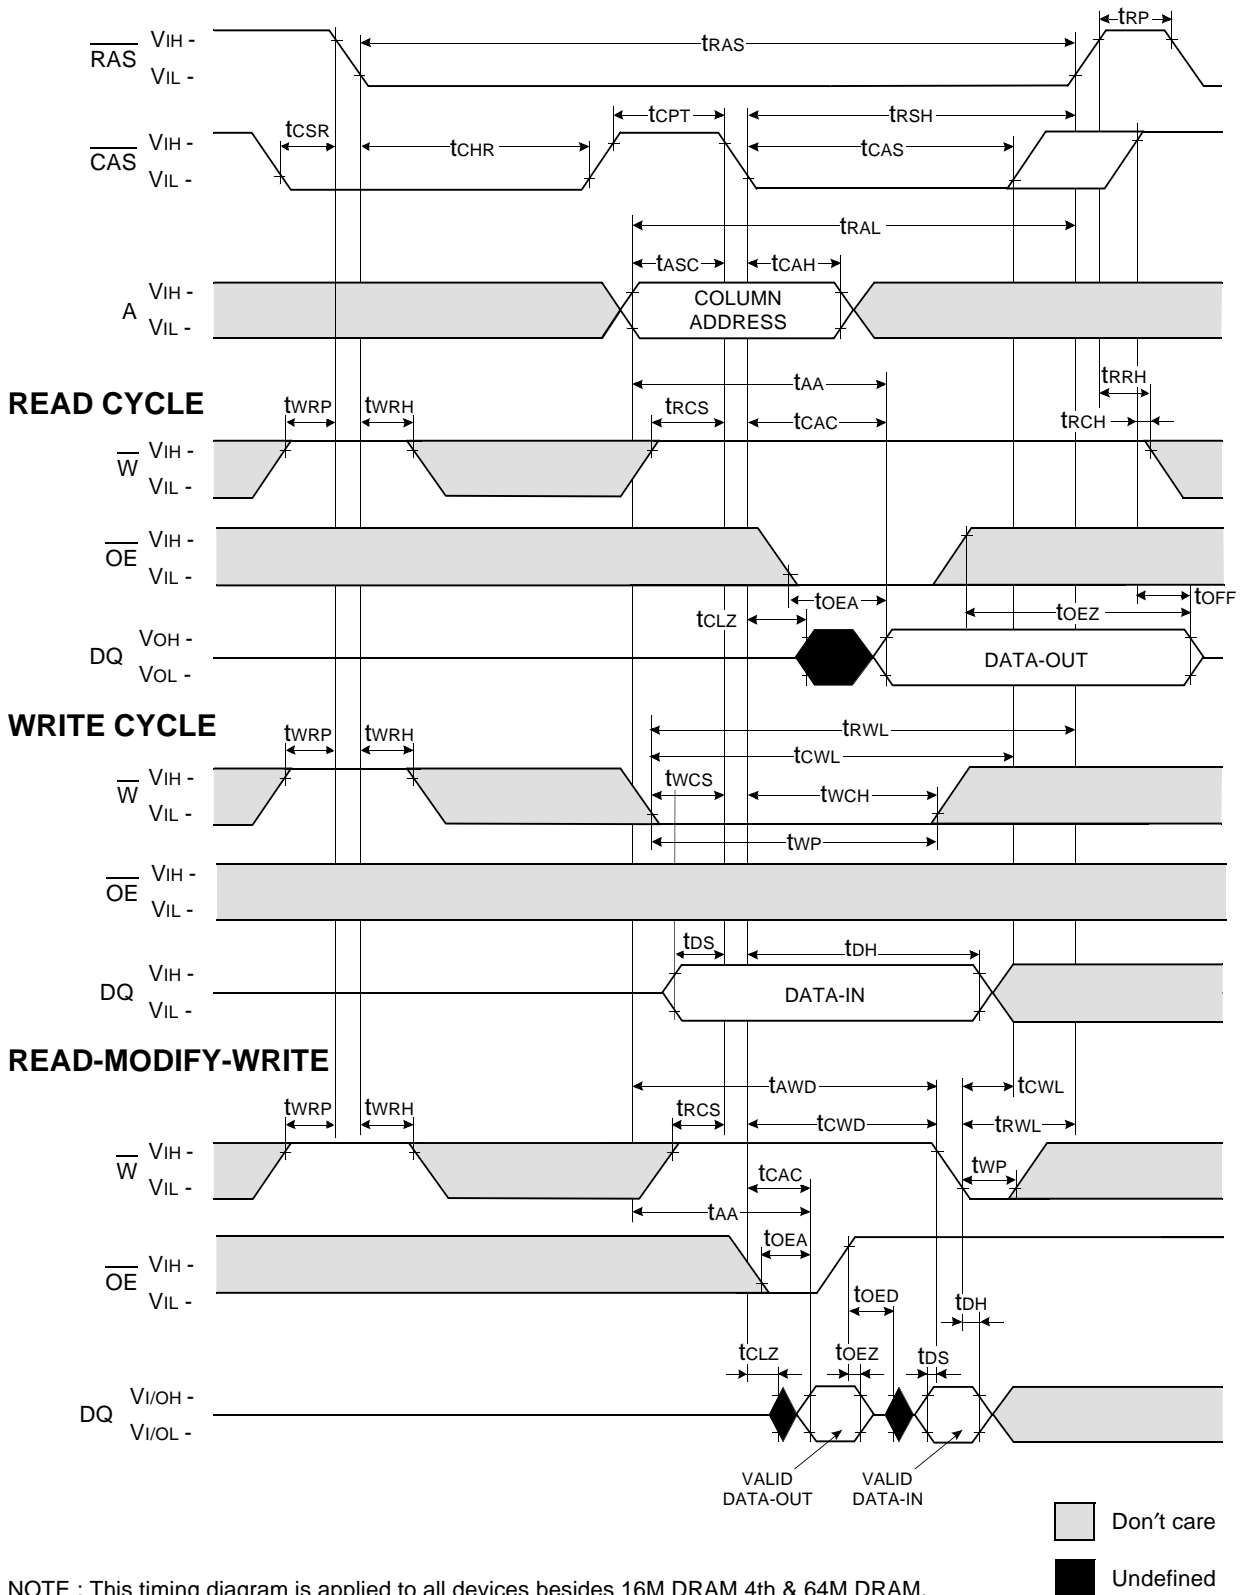 tRP
RAS VIH -
VIL -
tRAS
tCSR
tCPT
tRSH
CAS VIH -
VIL -
tCHR
tCAS
tRAL
tASC
tCAH
A VIH -
VIL -
COLUMN
ADDRESS
READ CYCLE
tAA
tRRH
tWRP
tWRH
tRCS
tCAC
tRCH
W VIH -
VIL -
OE VIH -
VIL -
tOEA
tOFF
tCLZ
tOEZ
DQ VOH -
VOL -
DATA-OUT
WRITE CYCLE
tWRP
tWRH
tRWL
tCWL
tWCS
tWCH
W VIH -
VIL -
tWP
OE VIH -
VIL -
tDS
tDH
DQ VIH -
VIL -
DATA-IN
READ-MODIFY-WRITE
tAWD
tCWL
tWRP
tWRH
tRCS
tCWD
tRWL
W VIH -
VIL -
tCAC
tWP
tAA
tOEA
OE VIH -
VIL -
tOED
tDH
tCLZ
tOEZ
tDS
DQ VI/OH -
VI/OL -
VALID
DATA-OUT
VALID
DATA-IN
Don′t care
Undefined
NOTE : This timing diagram is applied to all devices besides 16M DRAM 4th & 64M DRAM.